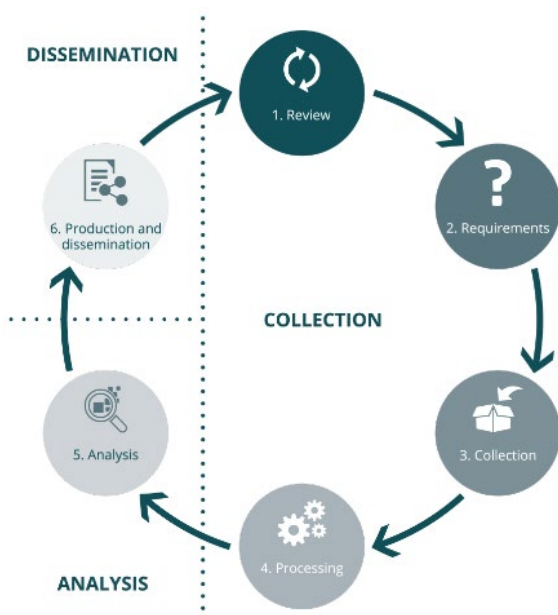 DISSEMINATION
1. Review
6. Production and
dissemination
2. Requirements
COLLECTION
5. Analysis
3. Collection
4. Processing
ANALYSIS